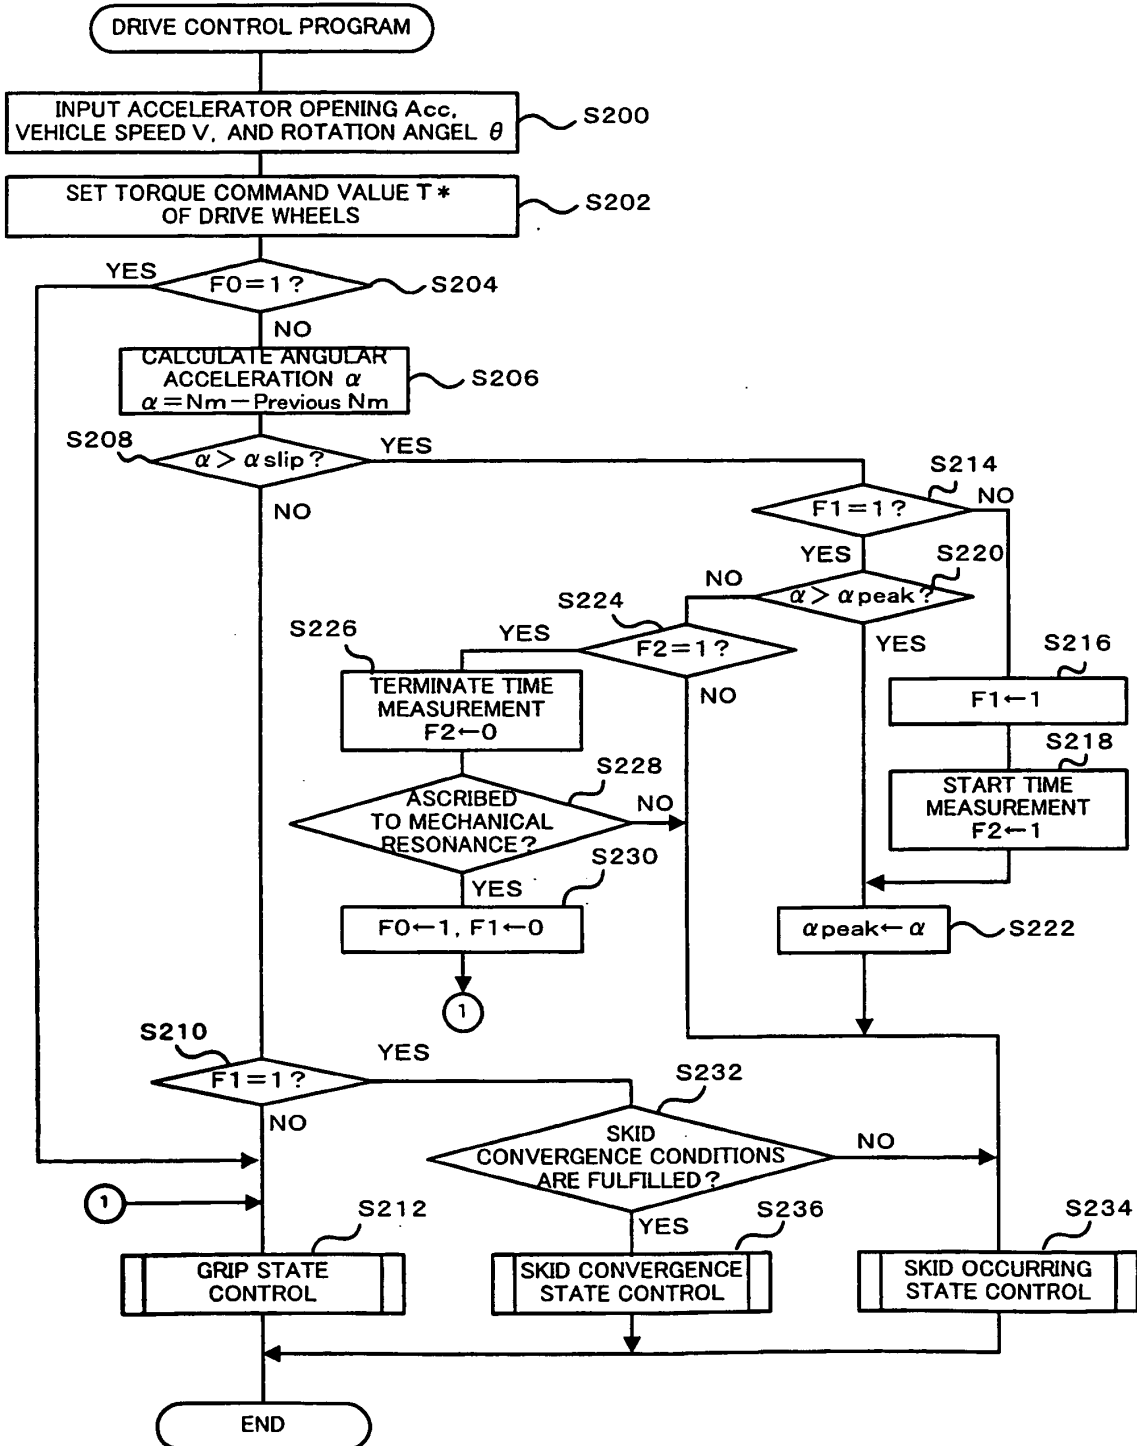 DRIVE CONTROL PROGRAM
INPUT ACCELERATOR OPENING Acc,
VEHICLE SPEED V, AND ROTATION ANGEL θ
S200
SET TORQUE COMMAND VALUE T*
OF DRIVE WHEELS
S202
YES
F0=1?
S204
NO
CALCULATE ANGULAR
ACCELERATION α
α=Nm-Previous Nm
S206
S208
α> αslip?
YES
NO
S214
F1=1?
NO
YES
S220
α> αpeak?
NO
YES
S224
F2=1?
YES
NO
S226
TERMINATE TIME
MEASUREMENT
F2←0
S216
F1←1
S218
START TIME
MEASUREMENT
F2←1
S228
ASCRIBED
TO MECHANICAL
RESONANCE?
NO
YES
S230
F0←1, F1←0
αpeak←α
S222
1
S210
F1=1?
YES
NO
S232
SKID
CONVERGENCE CONDITIONS
ARE FULFILLED?
NO
YES
1
S212
GRIP STATE
CONTROL
S236
SKID CONVERGENCE
STATE CONTROL
S234
SKID OCCURRING
STATE CONTROL
END